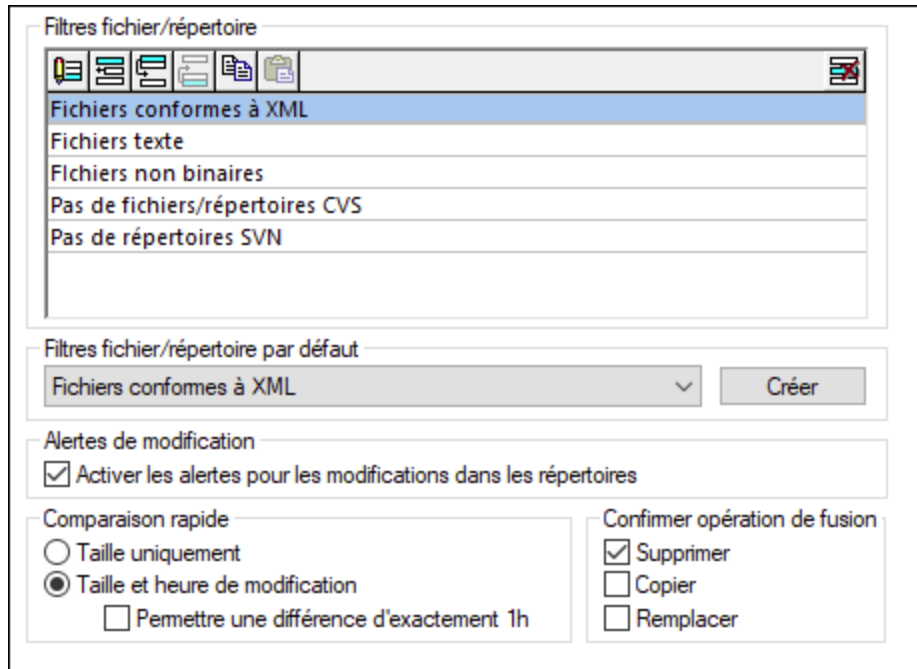 Filtres fichier/répertoire
Fichiers conformes à XML
Fichiers texte
FIchiers non binaires
Pas de fichiers/répertoires CVS
Pas de répertoires SVN
Filtres fichier/répertoire par défaut
Fichiers conformes à XML
Créer
Alertes de modification
Activer les alertes pour les modifications dans les répertoires
Comparaison rapide
Taille uniquement
Taille et heure de modification
Permettre une différence d'exactement 1h
Confirmer opération de fusion
Supprimer
Copier
Remplacer